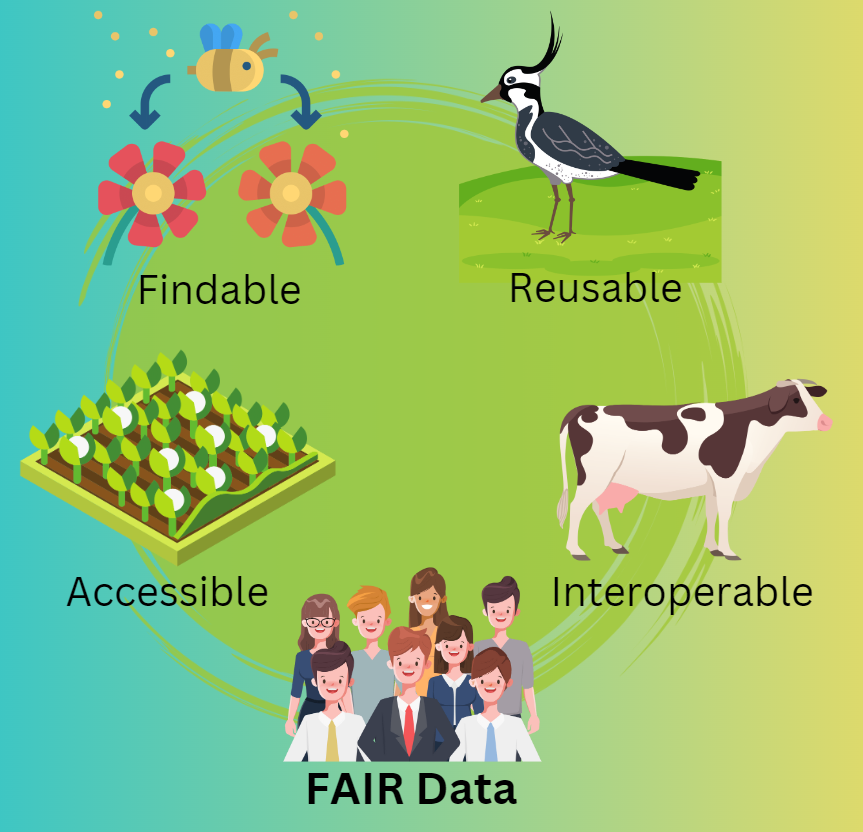 Findable
Reusable
Accessible
Interoperable
FAIR Data